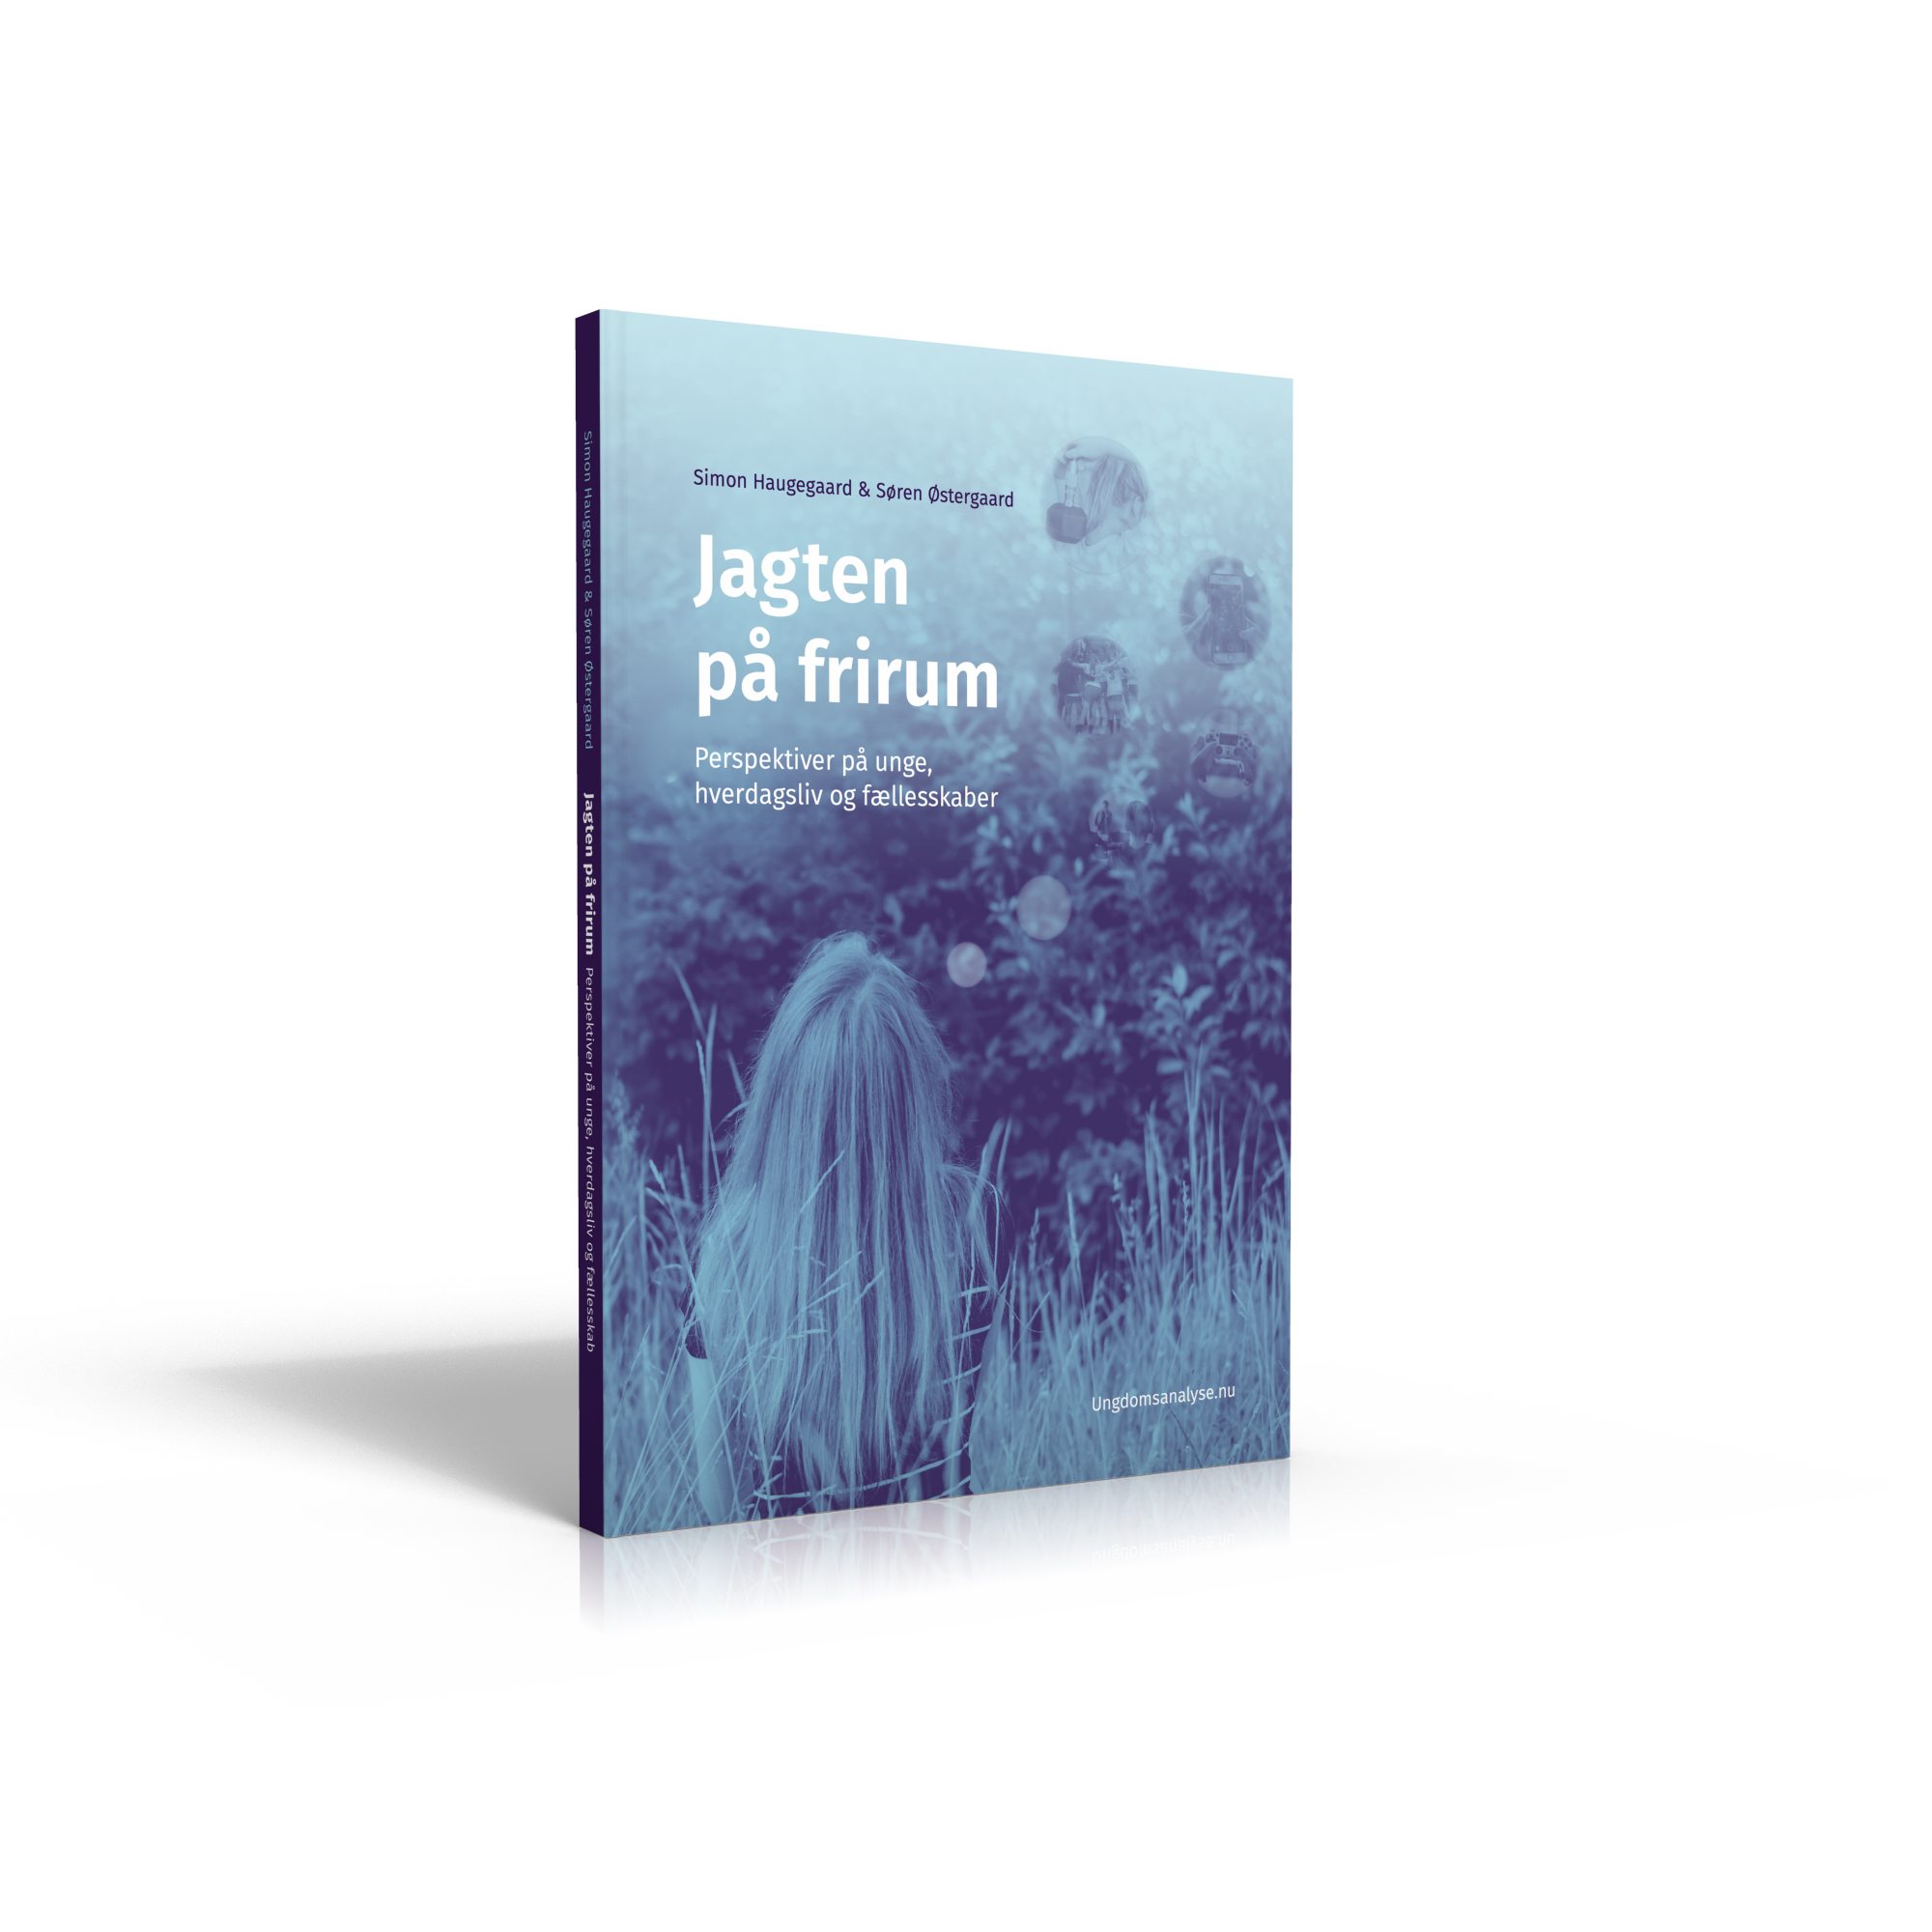 Simon Haugegaard & Søren Østergaard
Jagten
på frirum
Perspektiver på unge,
hverdagsliv og fællesskaber
Ungdomsanalyse.nu
Simon Haugegaard & Søren Østergaard Jagten på frirum Perspektiver på unge, hverdagsliv og fællesskab